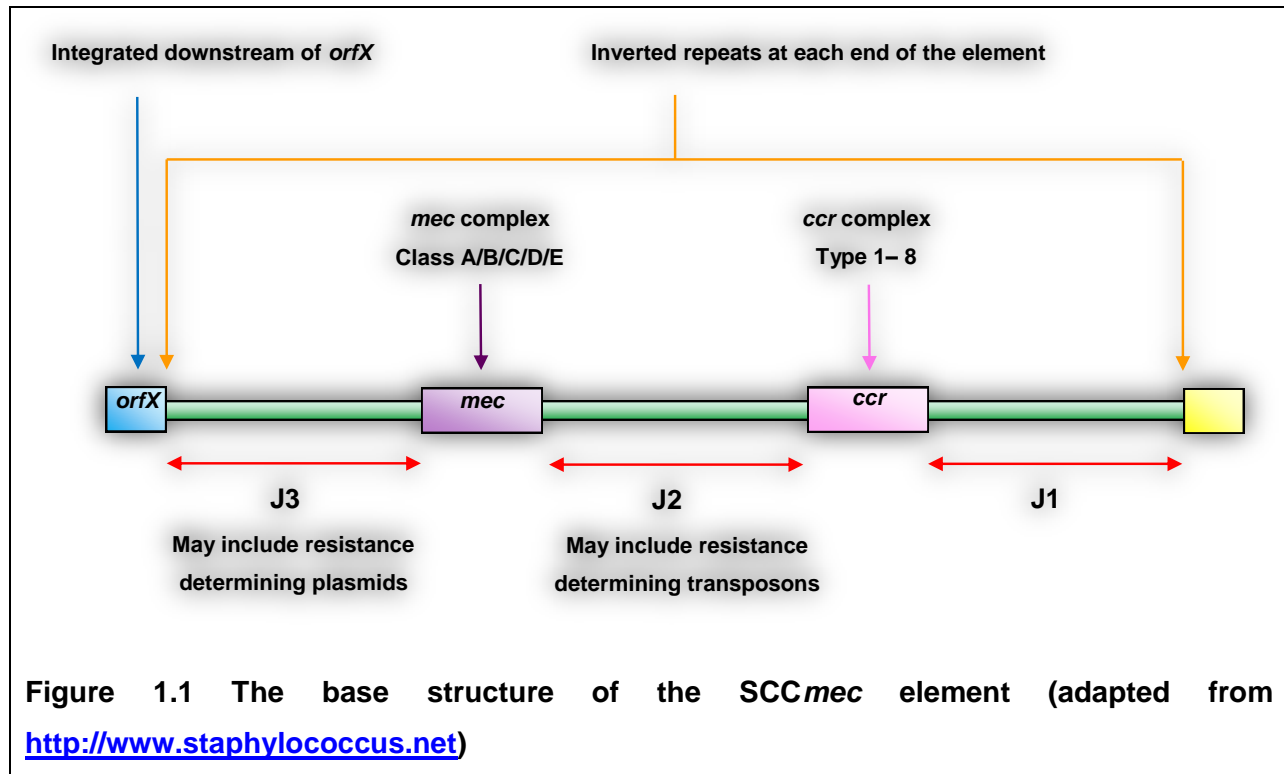 Integrated downstream of orfX
Inverted repeats at each end of the element
mec complex
Class A/B/C/D/E
ccr complex
Type 1– 8
orfX
mec
ccr
J3
May include resistance
determining plasmids
J2
May include resistance
determining transposons
J1
Figure 1.1 The base structure of the SCCmec element (adapted from
http://www.staphylococcus.net)